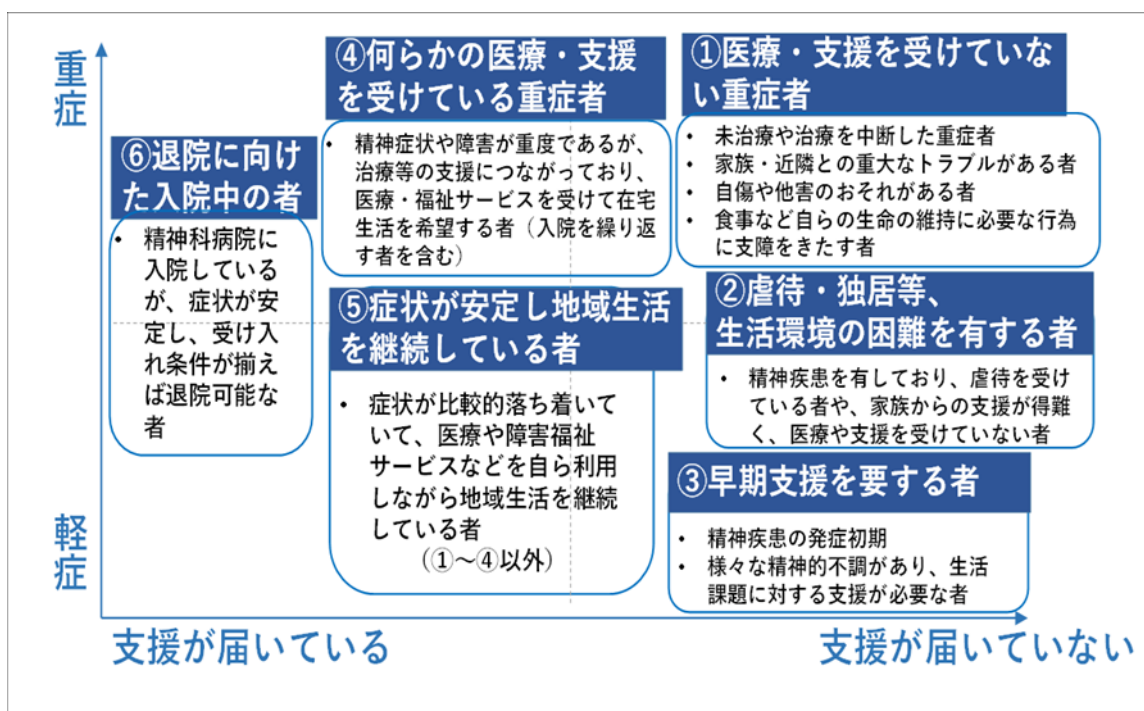 重症
軽症
①医療・支援を受けていな
い重症者
• 未治療や治療を中断した重症者
• 家族・近隣との重大なトラブルがある者
• 自傷や他害のおそれがある者
• 食事など自らの生命の維持に必要な行為
に支障をきたす者
②虐待・独居等、
生活環境の困難を有する者
• 精神疾患を有しており、虐待を受け
ている者や、家族からの支援が得難
く、医療や支援を受けていない者
③早期支援を要する者
• 精神疾患の発症初期
• 様々な精神的不調があり、生活
課題に対する支援が必要な者
④何らかの医療・支援
を受けている重症者
• 精神症状や障害が重度であるが、
治療等の支援につながっており、
医療・福祉サービスを受けて在宅
生活を希望する者（入院を繰り返
す者を含む）
⑤症状が安定し地域生活
を継続している者
• 症状が比較的落ち着いて
いて、医療や障害福祉
サービスなどを自ら利用
しながら地域生活を継続
している者
（①～④以外）
⑥退院に向け
た入院中の者
• 精神科病院に
入院している
が、症状が安
定し、受け入
れ条件が揃え
ば退院可能な
者
支援が届いている
支援が届いていない